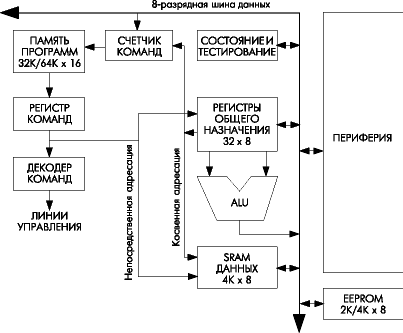 8-разрядная шина данных
ПАМЯТЬ
ПРОГРАММ
32K/64K x 16
СЧЕТЧИК
КОМАНД
СОСТОЯНИЕ И
ТЕСТИРОВАНИЕ
РЕГИСТР
КОМАНД
РЕГИСТРЫ
ОБЩЕГО
НАЗНАЧЕНИЯ
32 x 8
ПЕРИФЕРИЯ
ДЕКОДЕР
КОМАНД
Непосредственная адресация
Косвенная адресация
ALU
ЛИНИИ
УПРАВЛЕНИЯ
SRAM
ДАННЫХ
4K x 8
EEPROM
2K/4K x 8